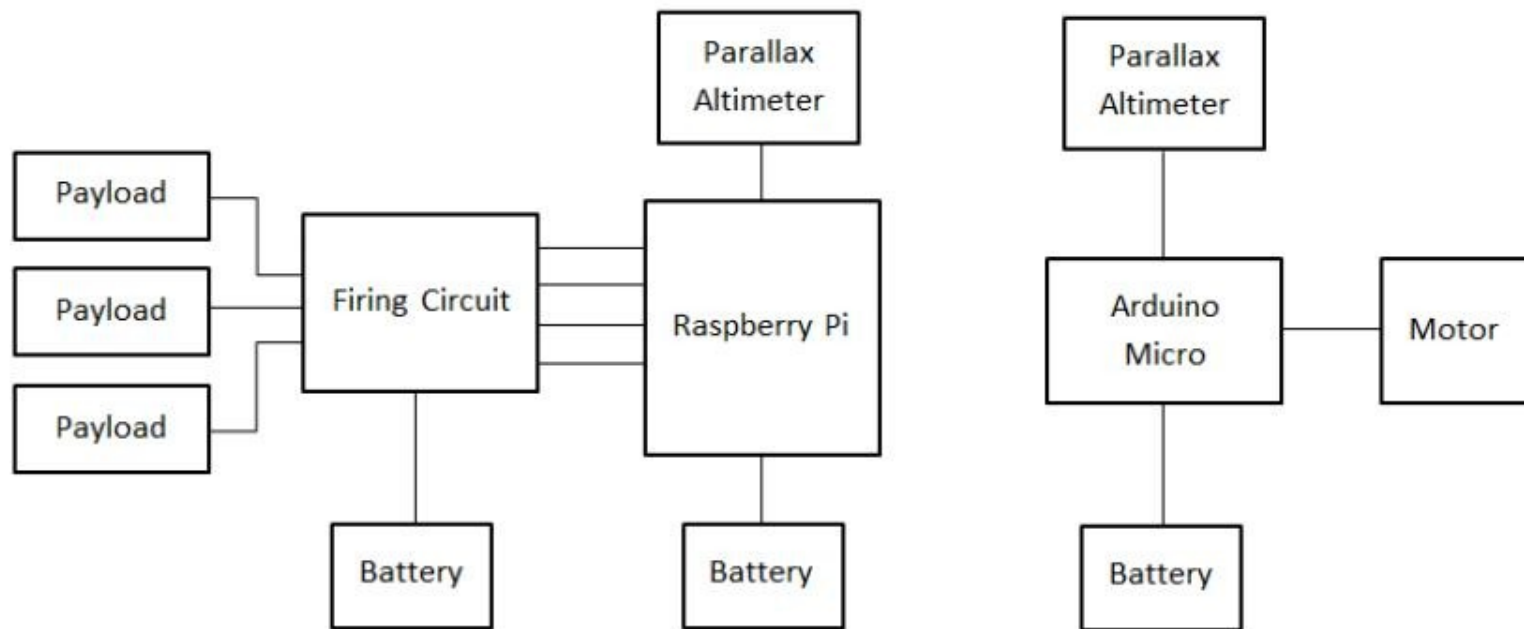 Parallax
Altimeter
Parallax
Altimeter
Payload
Payload
Payload
Firing Circuit
Raspberry Pi
Arduino
Micro
Motor
Battery
Battery
Battery